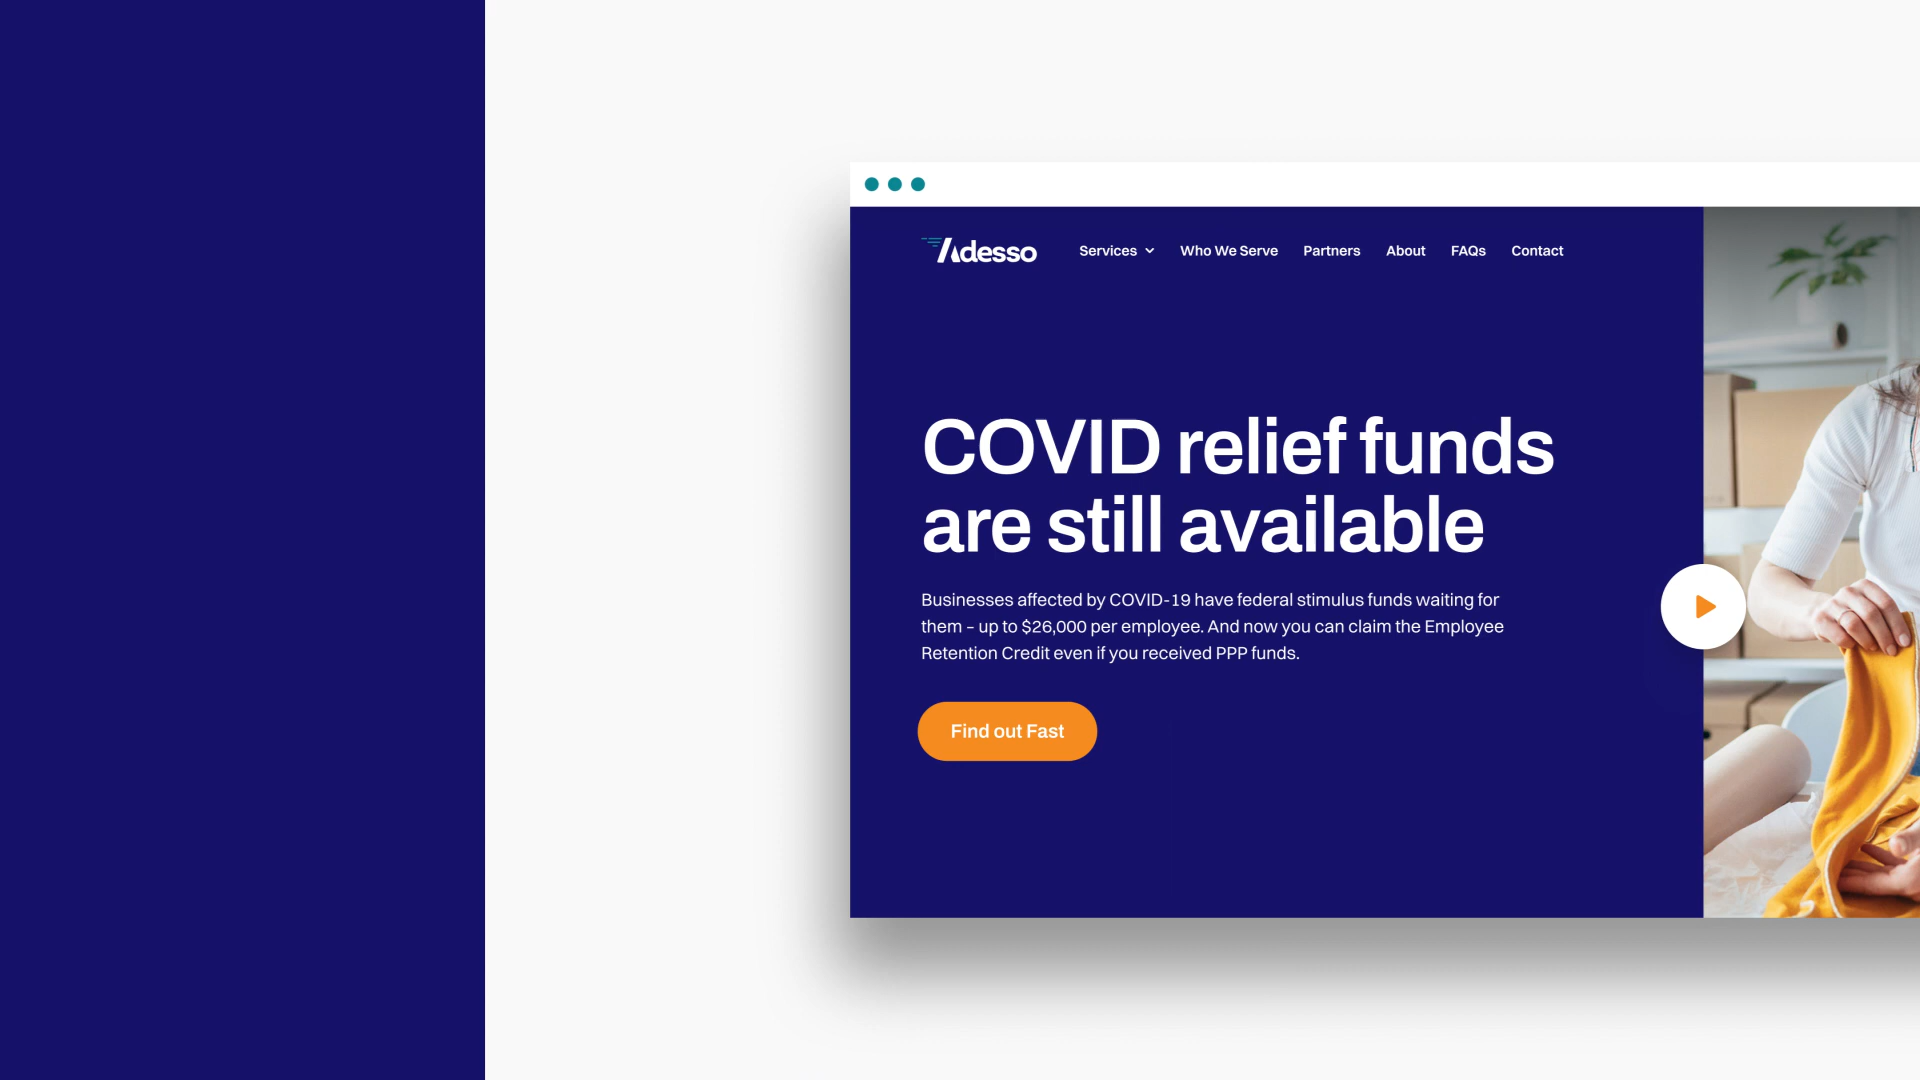 Adesso
Services
Who We Serve
Partners
About
FAQs
Contact
COVID relief funds
are still available
Businesses affected by COVID-19 have federal stimulus funds waiting for
them – up to $26,000 per employee. And now you can claim the Employee
Retention Credit even if you received PPP funds.
Find out Fast